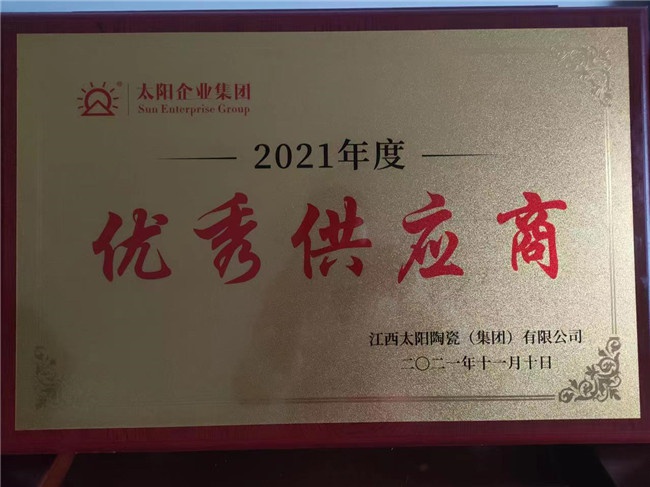 太阳企业集团
Sun Enterprise Group
2021年度
优秀供应商
江西太阳陶瓷（集团）有限公司
二〇二一年十一月十日